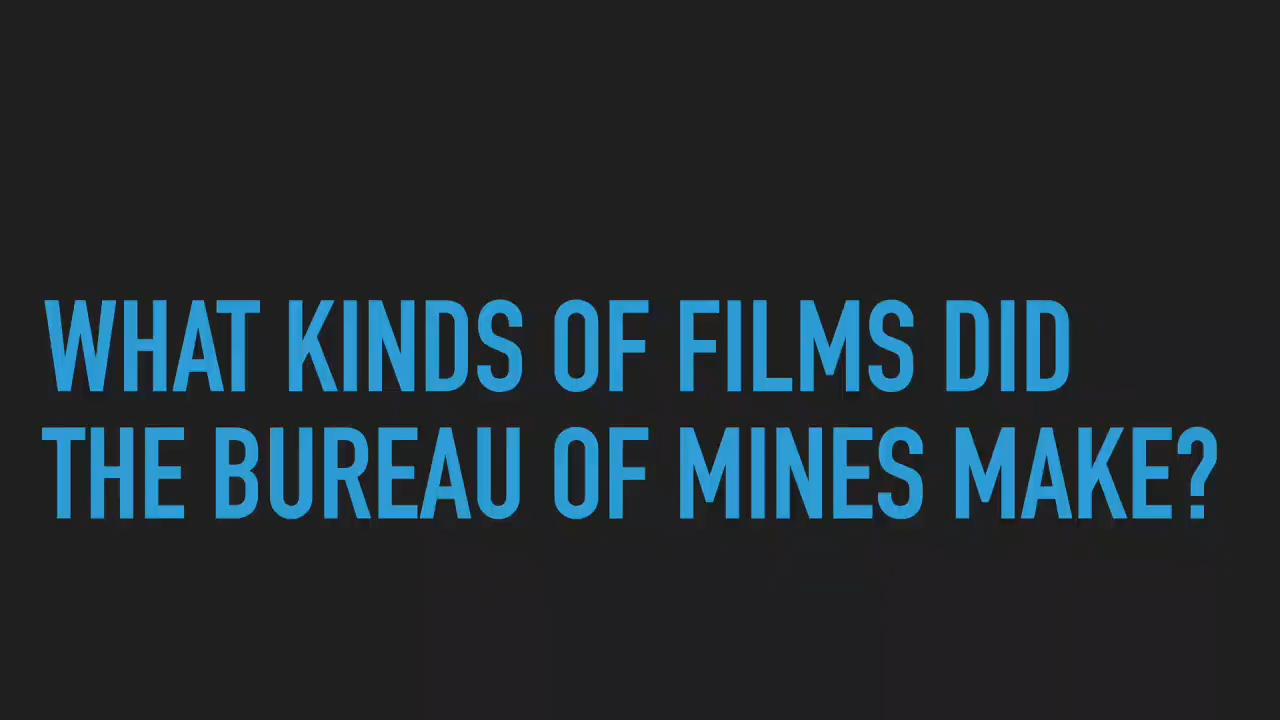 WHAT KINDS OF FILMS DID
THE BUREAU OF MINES MAKE?